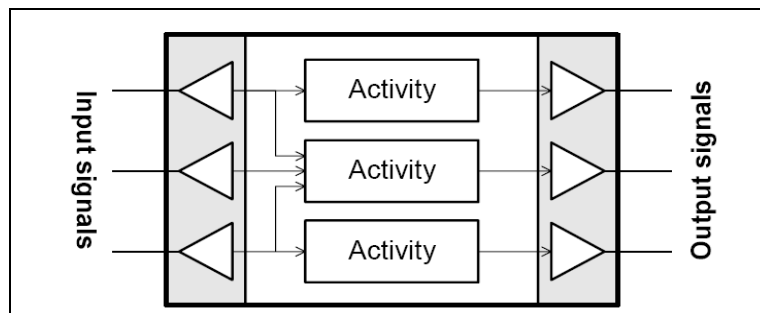 Input signals
Activity
Activity
Activity
Output signals